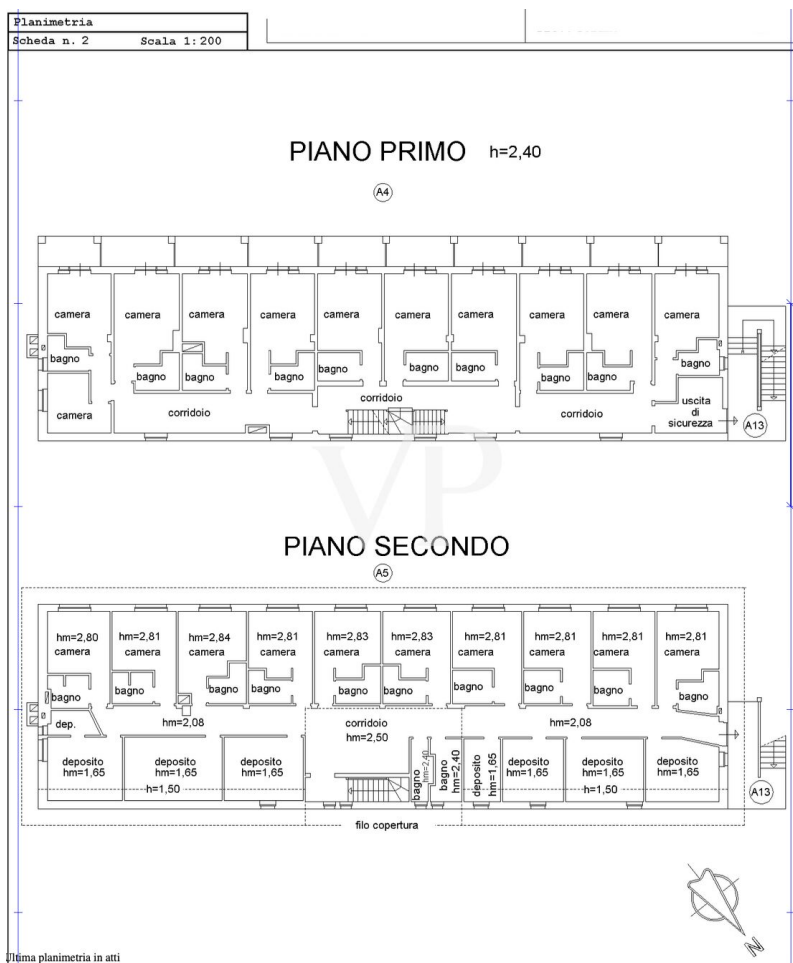 Planimetria
Scheda n. 2 Scala 1:200
PIANO PRIMO h=2,40
A4
camera camera camera camera camera camera camera camera camera camera
bagno bagno bagno bagno bagno bagno bagno bagno bagno bagno
camera corridoio corridoio corridoio uscita
di
sicurezza
A13
VP
PIANO SECONDO
A5
hm=2,80 hm=2,81 hm=2,84 hm=2,81 hm=2,83 hm=2,83 hm=2,81 hm=2,81 hm=2,81 hm=2,81
camera camera camera camera camera camera camera camera camera camera
bagno bagno bagno bagno bagno bagno bagno bagno bagno bagno
dep. hm=2,08 corridoio hm=2,08
hm=2,50
deposito deposito deposito bagno hm=2,40 bagno hm=2,40 deposito hm=1,65 deposito deposito deposito
hm=1,65 hm=1,65 hm=1,65 hm=1,65 hm=1,65 hm=1,65
h=1,50 h=1,50
A13
filo copertura
N
Ultima planimetria in atti